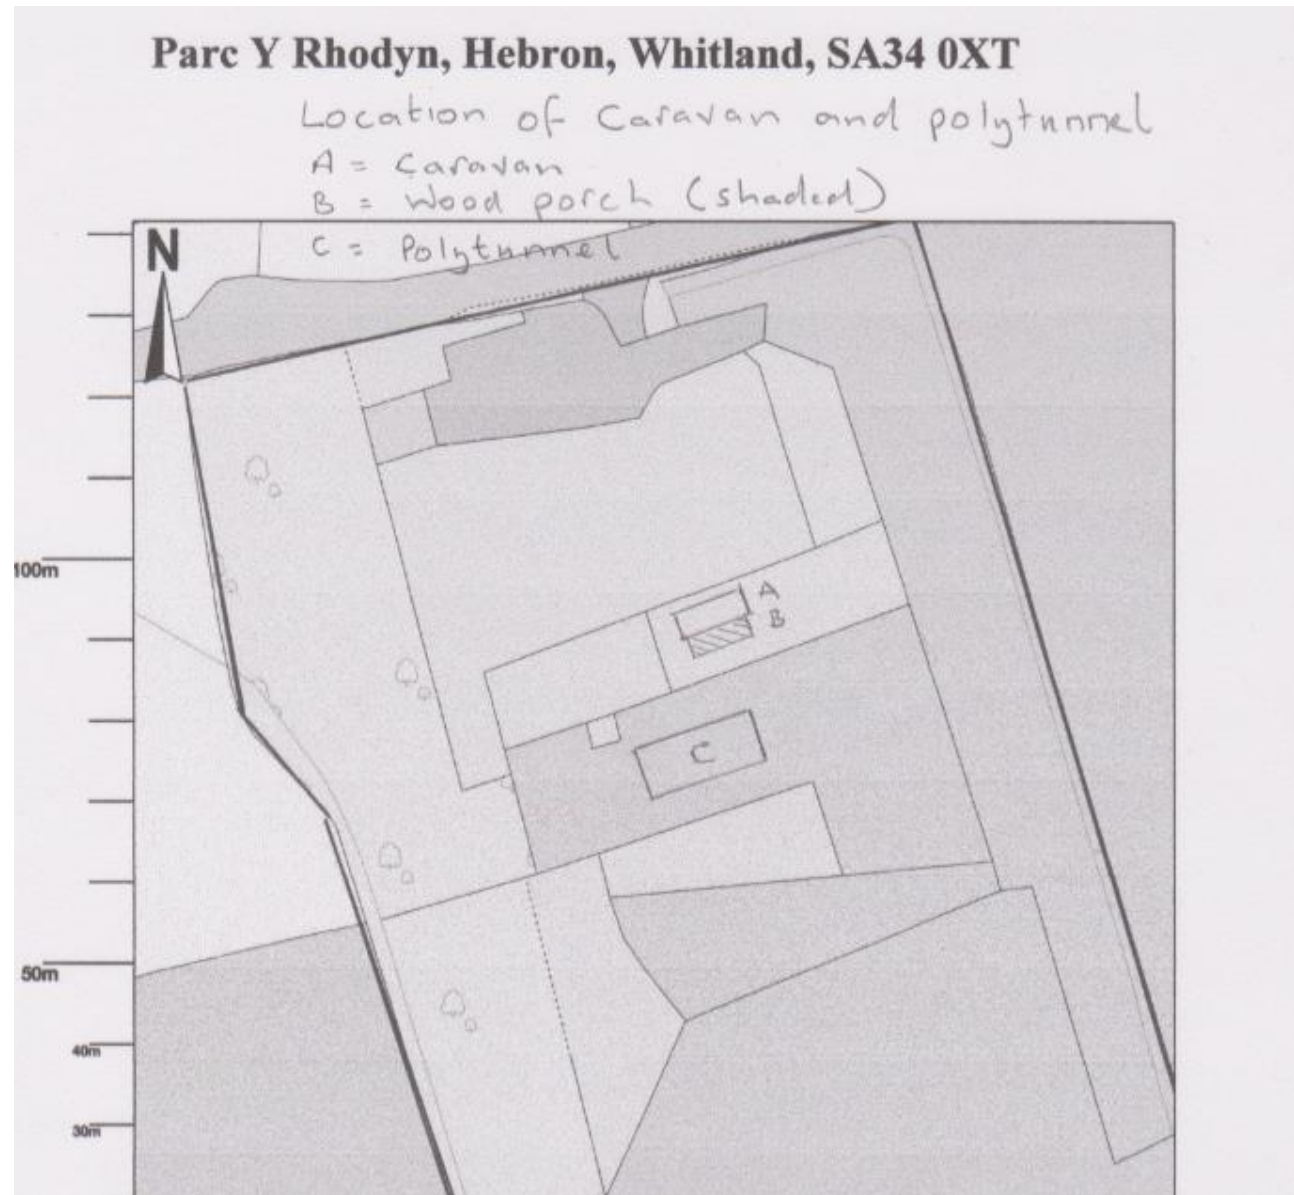 Parc Y Rhodyn, Hebron, Whitland, SA34 0XT
Location of Caravan and polytunnel
A = Caravan
B = Wood porch (shaded)
C = Polytunnel
N
100m
A
B
C
50m
40m
30m